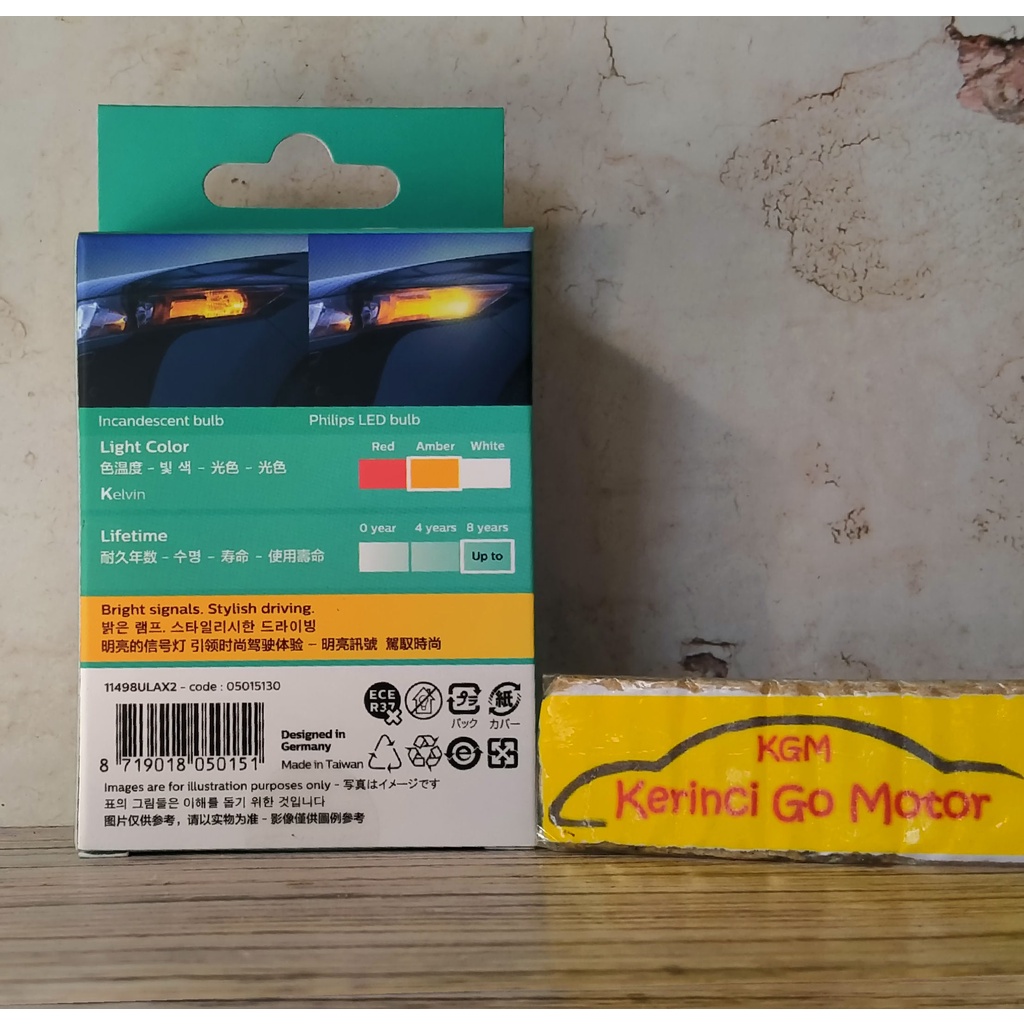 Incandescent bulb
Philips LED bulb
Light Color
Red Amber White
色温度 – 빛 색 – 光色 – 光色
Kelvin
Lifetime
0 year 4 years 8 years
耐久年数 – 수명 – 寿命 – 使用壽命
Up to
Bright signals. Stylish driving.
밝은 램프. 스타일리시한 드라이빙
明亮的信号灯 引领时尚驾驶体验 – 明亮訊號 駕馭時尚
11498ULAX2 - code : 05015130
ECE
R37
プラ
パック
紙
カバー
8 719018 050151
Designed in
Germany
Made in Taiwan
Images are for illustration purposes only - 写真はイメージです
표의 그림들은 이해를 돕기 위한 것입니다
图片仅供参考，请以实物为准 - 影像僅供圖例參考
KGM
Kerinci Go Motor